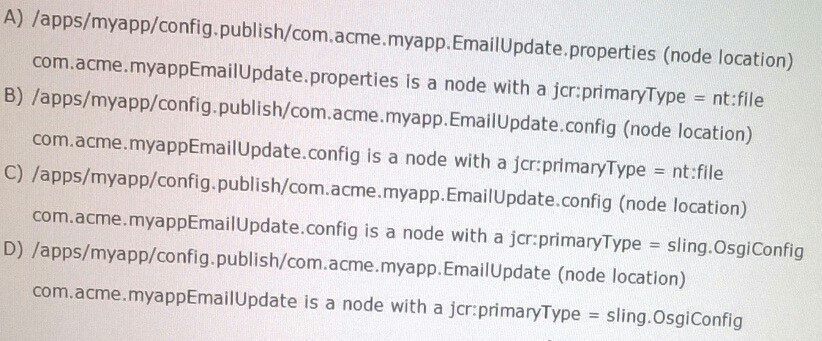 A) /apps/myapp/config.publish/com.acme.myapp.EmailUpdate.properties (node location)
com.acme.myappEmailUpdate.properties is a node with a jcr:primaryType = nt:file
B) /apps/myapp/config.publish/com.acme.myapp.EmailUpdate.config (node location)
com.acme.myappEmailUpdate.config is a node with a jcr:primaryType = nt:file
C) /apps/myapp/config.publish/com.acme.myapp.EmailUpdate.config (node location)
com.acme.myappEmailUpdate.config is a node with a jcr:primaryType = sling.OsgiConfig
D) /apps/myapp/config.publish/com.acme.myapp.EmailUpdate (node location)
com.acme.myappEmailUpdate is a node with a jcr:primaryType = sling.OsgiConfig